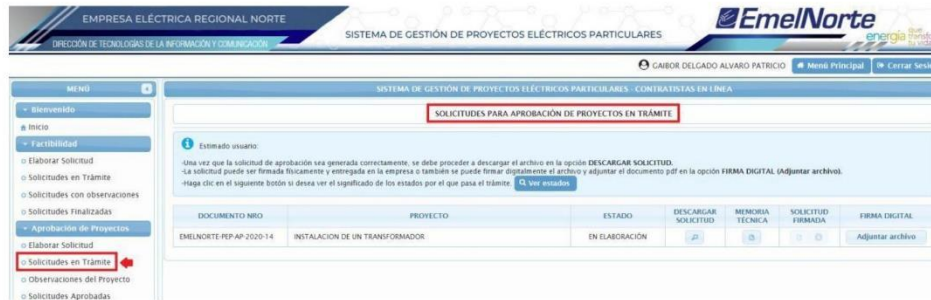 EMPRESA ELÉCTRICA REGIONAL NORTE
DIRECCIÓN DE TECNOLOGÍAS DE LA INFORMACIÓN Y COMUNICACIÓN
SISTEMA DE GESTIÓN DE PROYECTOS ELÉCTRICOS PARTICULARES
EmelNorte
energía que
GAIBOR DELGADO ALVARO PATRICIO Menú Principal Cerrar Sesi
MENÚ
Bienvenido
Inicio
Factibilidad
Elaborar Solicitud
Solicitudes en Trámite
Solicitudes con observaciones
Solicitudes Finalizadas
Aprobación de Proyectos
Elaborar Solicitud
Solicitudes en Trámite
Observaciones del Proyecto
Solicitudes Aprobadas
SISTEMA DE GESTIÓN DE PROYECTOS ELÉCTRICOS PARTICULARES - CONTRATISTAS EN LÍNEA
SOLICITUDES PARA APROBACIÓN DE PROYECTOS EN TRÁMITE
Estimado usuario:
-Una vez que la solicitud de aprobación sea generada correctamente, se debe proceder a descargar el archivo en la opción DESCARGAR SOLICITUD.
-La solicitud puede ser firmada físicamente y entregada en la empresa o también se puede firmar digitalmente el archivo y adjuntar el documento pdf en la opción FIRMA DIGITAL (Adjuntar archivo).
-Haga clic en el siguiente botón si desea ver el significado de los estados por el que pasa el trámite. Ver estados
DOCUMENTO NRO PROYECTO ESTADO DESCARGAR SOLICITUD MEMORIA TÉCNICA SOLICITUD FIRMADA FIRMA DIGITAL
EMELNORTE-PEP-AP-2020-14 INSTALACION DE UN TRANSFORMADOR EN ELABORACIÓN Adjuntar archivo